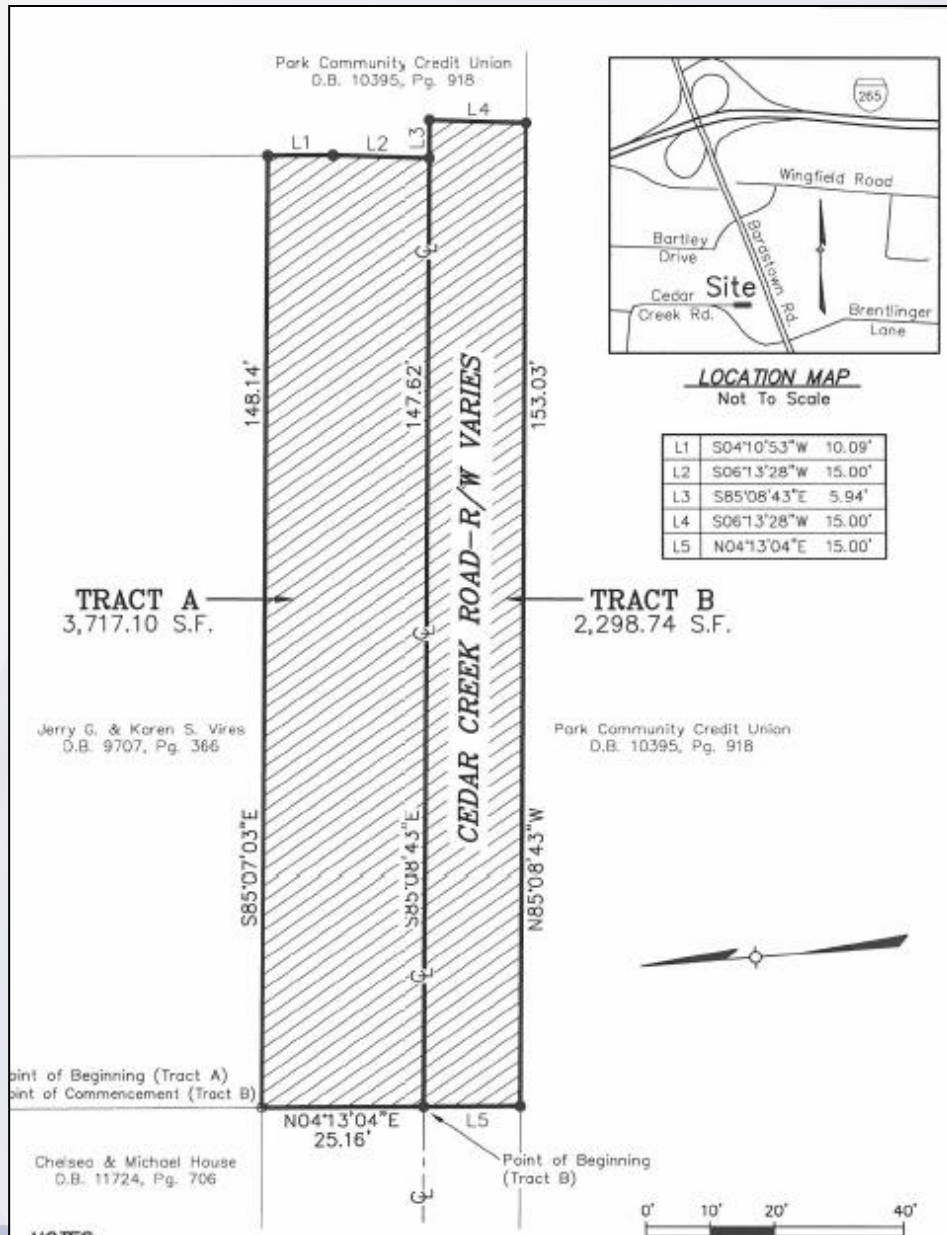 Park Community Credit Union
D.B. 10395, Pg. 918
L1
L2
L3
L4
265
Wingfield Road
Bartley
Drive
Bardstown Rd.
Cedar
Creek Rd.
Site
Brentlinger
Lane
LOCATION MAP
Not To Scale
L1 S04°10'53"W 10.09'
L2 S06°13'28"W 15.00'
L3 S85°08'43"E 5.94'
L4 S06°13'28"W 15.00'
L5 N04°13'04"E 15.00'
148.14'
147.62'
153.03'
CEDAR CREEK ROAD-R/W VARIES
TRACT A
3,717.10 S.F.
TRACT B
2,298.74 S.F.
Jerry G. & Karen S. Vires
D.B. 9707, Pg. 366
Park Community Credit Union
D.B. 10395, Pg. 918
S85°07'03"E
S85°08'43"E
N85°08'43"W
oint of Beginning (Tract A)
oint of Commencement (Tract B)
N04°13'04"E
25.16'
L5
Point of Beginning
(Tract B)
Chelsea & Michael House
D.B. 11724, Pg. 706
0' 10' 20' 40'